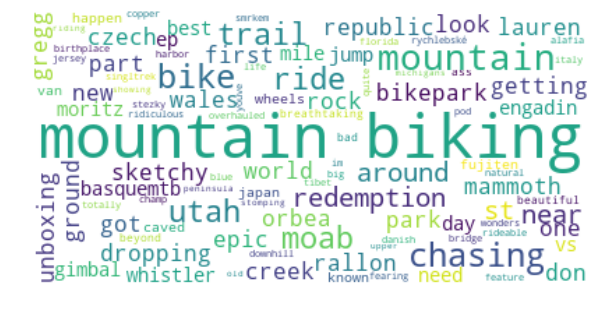 gregg
happen
copper
smrkem
riding
czech
ep
best
trail
republic
look
lauren
birthplace
jersey
harbor
first
mile
jump
florida
rychlebské
alafia
part
bike
ride
mountain
italy
singltrek
life
quite
michigans
ass
van
new
wales
youve
wheels
rock
bikepark
getting
showing
moritz
stezky
ridiculous
overhauled
breathtaking
pod
engadin
mountain biking
bad
unboxing
ground
sketchy
world
around
im
big
fujiten
natural
basquemtb
blue
peninsula
japan
tibet
redemption
mammoth
totally
champ
stomping
utah
orbea
park
day
st
near
beautiful
wonders
rideable
one
got
caved
epic
moab
danish
bridge
vs
dropping
beyond
downhill
rallon
upper
chasing
gimbal
whistler
old
creek
known
fearing
need
feature
don